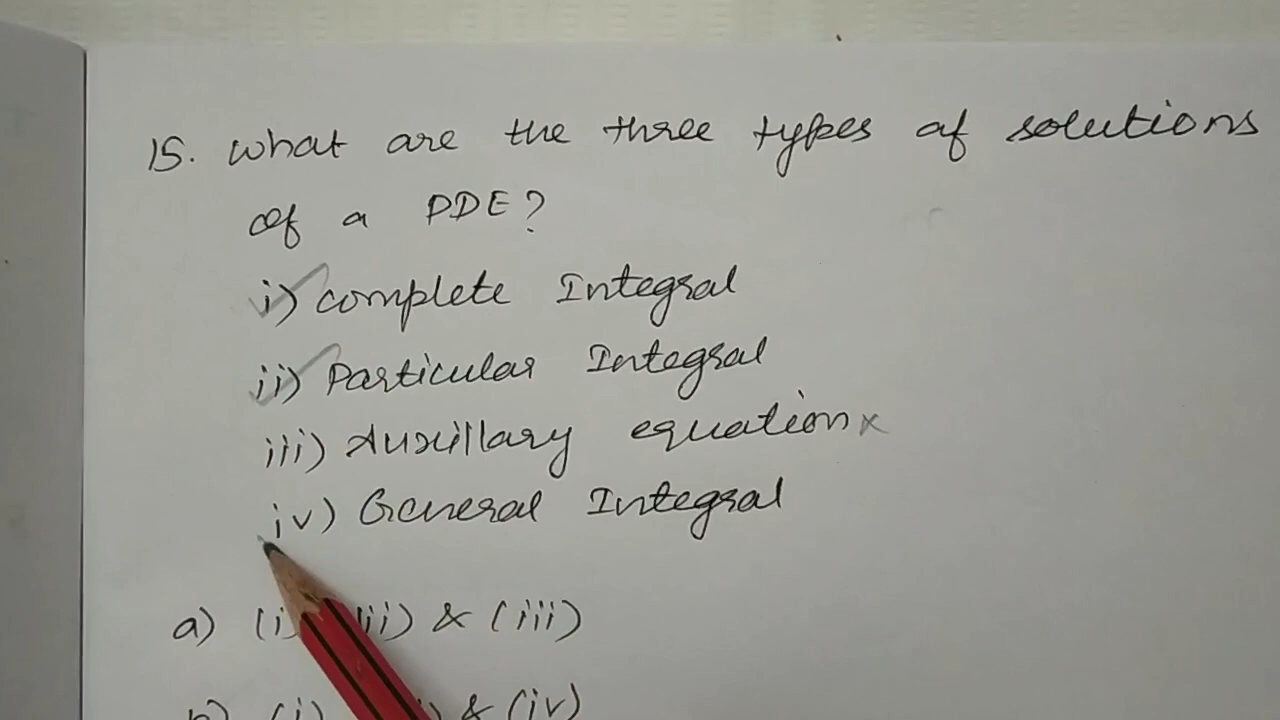 15. What are the three types of solutions
of a PDE?
i) complete Integral
ii) Particular Integral
iii) Auxillary equation x
iv) General Integral
a) (i) (ii) & (iii)
b) (i) & (iv)